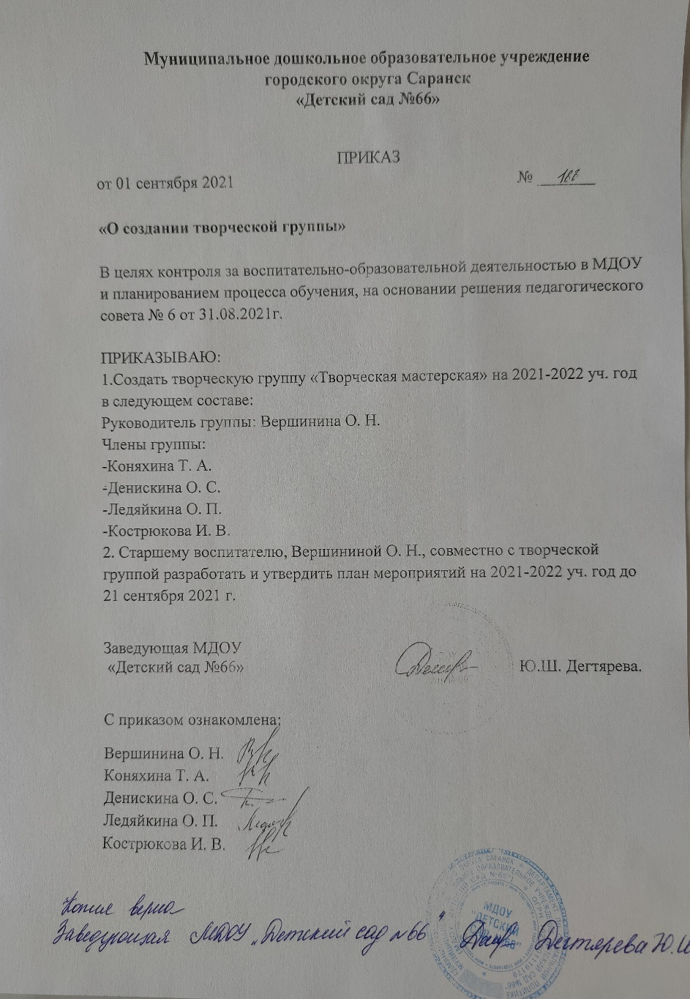 Муниципальное дошкольное образовательное учреждение
городского округа Саранск
«Детский сад №66»
ПРИКАЗ
от 01 сентября 2021
№ 188
«О создании творческой группы»
В целях контроля за воспитательно-образовательной деятельностью в МДОУ
и планированием процесса обучения, на основании решения педагогического
совета № 6 от 31.08.2021г.
ПРИКАЗЫВАЮ:
1.Создать творческую группу «Творческая мастерская» на 2021-2022 уч. год
в следующем составе:
Руководитель группы: Вершинина О. Н.
Члены группы:
-Коняхина Т. А.
-Денискина О. С.
-Ледяйкина О. П.
-Кострюкова И. В.
2. Старшему воспитателю, Вершининой О. Н., совместно с творческой
группой разработать и утвердить план мероприятий на 2021-2022 уч. год до
21 сентября 2021 г.
Заведующая МДОУ
«Детский сад №66»
Ю.Ш. Дегтярева.
С приказом ознакомлена:
Вершинина О. Н.
Коняхина Т. А.
Денискина О. С.
Ледяйкина О. П.
Кострюкова И. В.
Копия верна
Заведующая МДОУ „Детский сад №66" Дегтярева Ю.Ш
МДОУ
"ДЕТСКИЙ